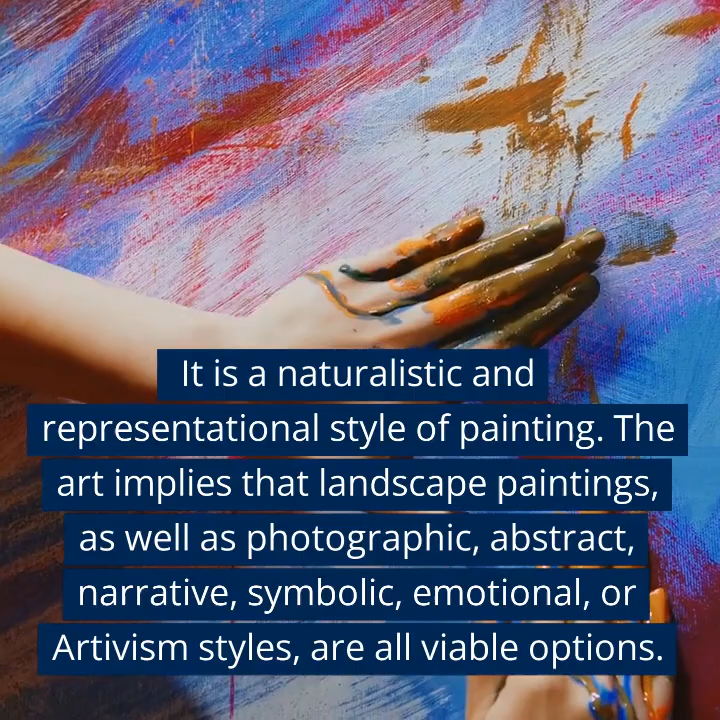 It is a naturalistic and
representational style of painting. The
art implies that landscape paintings,
as well as photographic, abstract,
narrative, symbolic, emotional, or
Artivism styles, are all viable options.